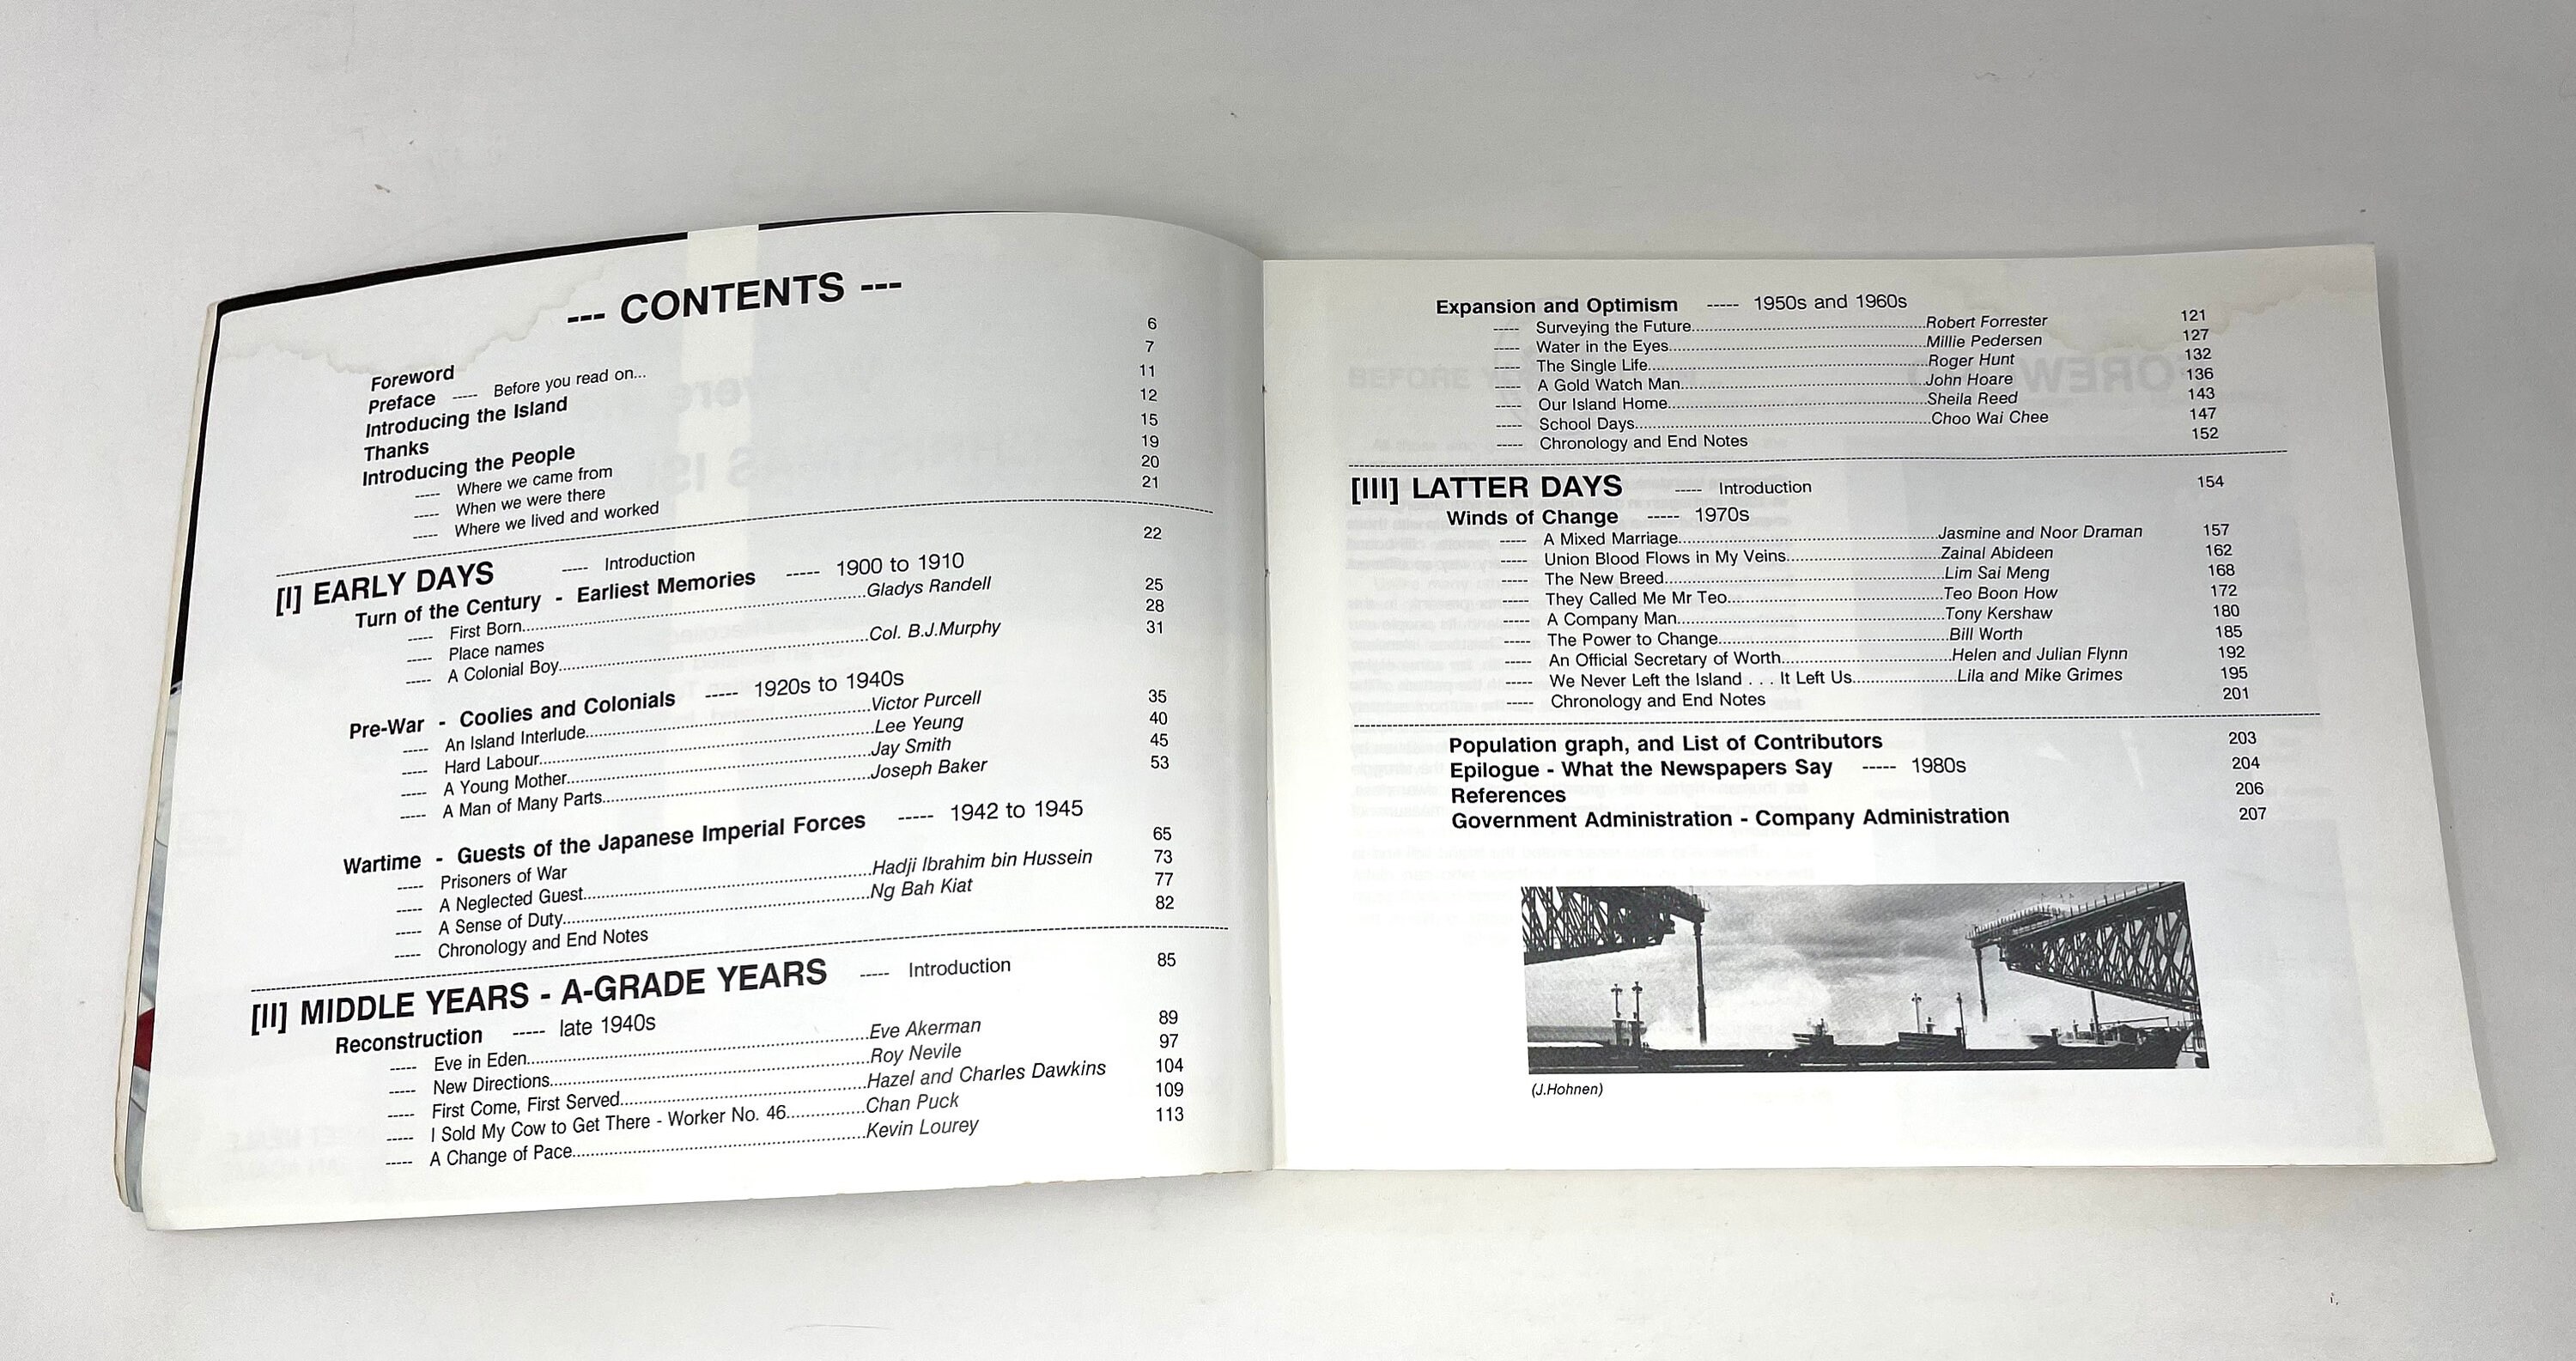 --- CONTENTS ---
Foreword 6
Preface ----- Before you read on... 7
Introducing the Island 11
Thanks 12
Introducing the People 15
----- Where we came from 19
----- When we were there 20
----- Where we lived and worked 21
[I] EARLY DAYS ----- Introduction 22
Turn of the Century - Earliest Memories ----- 1900 to 1910
----- First Born..........Gladys Randell 25
----- Place names 28
----- A Colonial Boy..........Col. B.J.Murphy 31
Pre-War - Coolies and Colonials ----- 1920s to 1940s
----- An Island Interlude..........Victor Purcell 35
----- Hard Labour..........Lee Yeung 40
----- A Young Mother..........Jay Smith 45
----- A Man of Many Parts..........Joseph Baker 53
Wartime - Guests of the Japanese Imperial Forces ----- 1942 to 1945
----- Prisoners of War 65
----- A Neglected Guest..........Hadji Ibrahim bin Hussein 73
----- A Sense of Duty..........Ng Bah Kiat 77
----- Chronology and End Notes 82
[II] MIDDLE YEARS - A-GRADE YEARS ----- Introduction 85
Reconstruction ----- late 1940s
----- Eve in Eden..........Eve Akerman 89
----- New Directions..........Roy Nevile 97
----- First Come, First Served..........Hazel and Charles Dawkins 104
----- I Sold My Cow to Get There - Worker No. 46..........Chan Puck 109
----- A Change of Pace..........Kevin Lourey 113
Expansion and Optimism ----- 1950s and 1960s
----- Surveying the Future..........Robert Forrester 121
----- Water in the Eyes..........Millie Pedersen 127
----- The Single Life..........Roger Hunt 132
----- A Gold Watch Man..........John Hoare 136
----- Our Island Home..........Sheila Reed 143
----- School Days..........Choo Wai Chee 147
----- Chronology and End Notes 152
[III] LATTER DAYS ----- Introduction 154
Winds of Change ----- 1970s
----- A Mixed Marriage..........Jasmine and Noor Draman 157
----- Union Blood Flows in My Veins..........Zainal Abideen 162
----- The New Breed..........Lim Sai Meng 168
----- They Called Me Mr Teo..........Teo Boon How 172
----- A Company Man..........Tony Kershaw 180
----- The Power to Change..........Bill Worth 185
----- An Official Secretary of Worth..........Helen and Julian Flynn 192
----- We Never Left the Island . . . It Left Us..........Lila and Mike Grimes 195
----- Chronology and End Notes 201
Population graph, and List of Contributors 203
Epilogue - What the Newspapers Say ----- 1980s 204
References 206
Government Administration - Company Administration 207
(J.Hohnen)